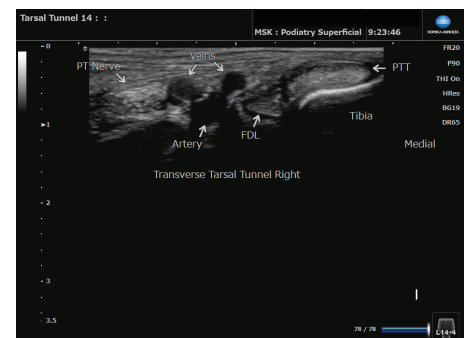 Tarsal Tunnel 14 : :
MSK : Podiatry Superficial 9:23:46
KONICA MINOLTA
FR20
P90
THI On
HRes
BG19
DR65
0
1
2
3
3.5
PT Nerve
Veins
PTT
Artery
FDL
Tibia
Medial
Transverse Tarsal Tunnel Right
78 / 78
L14-4